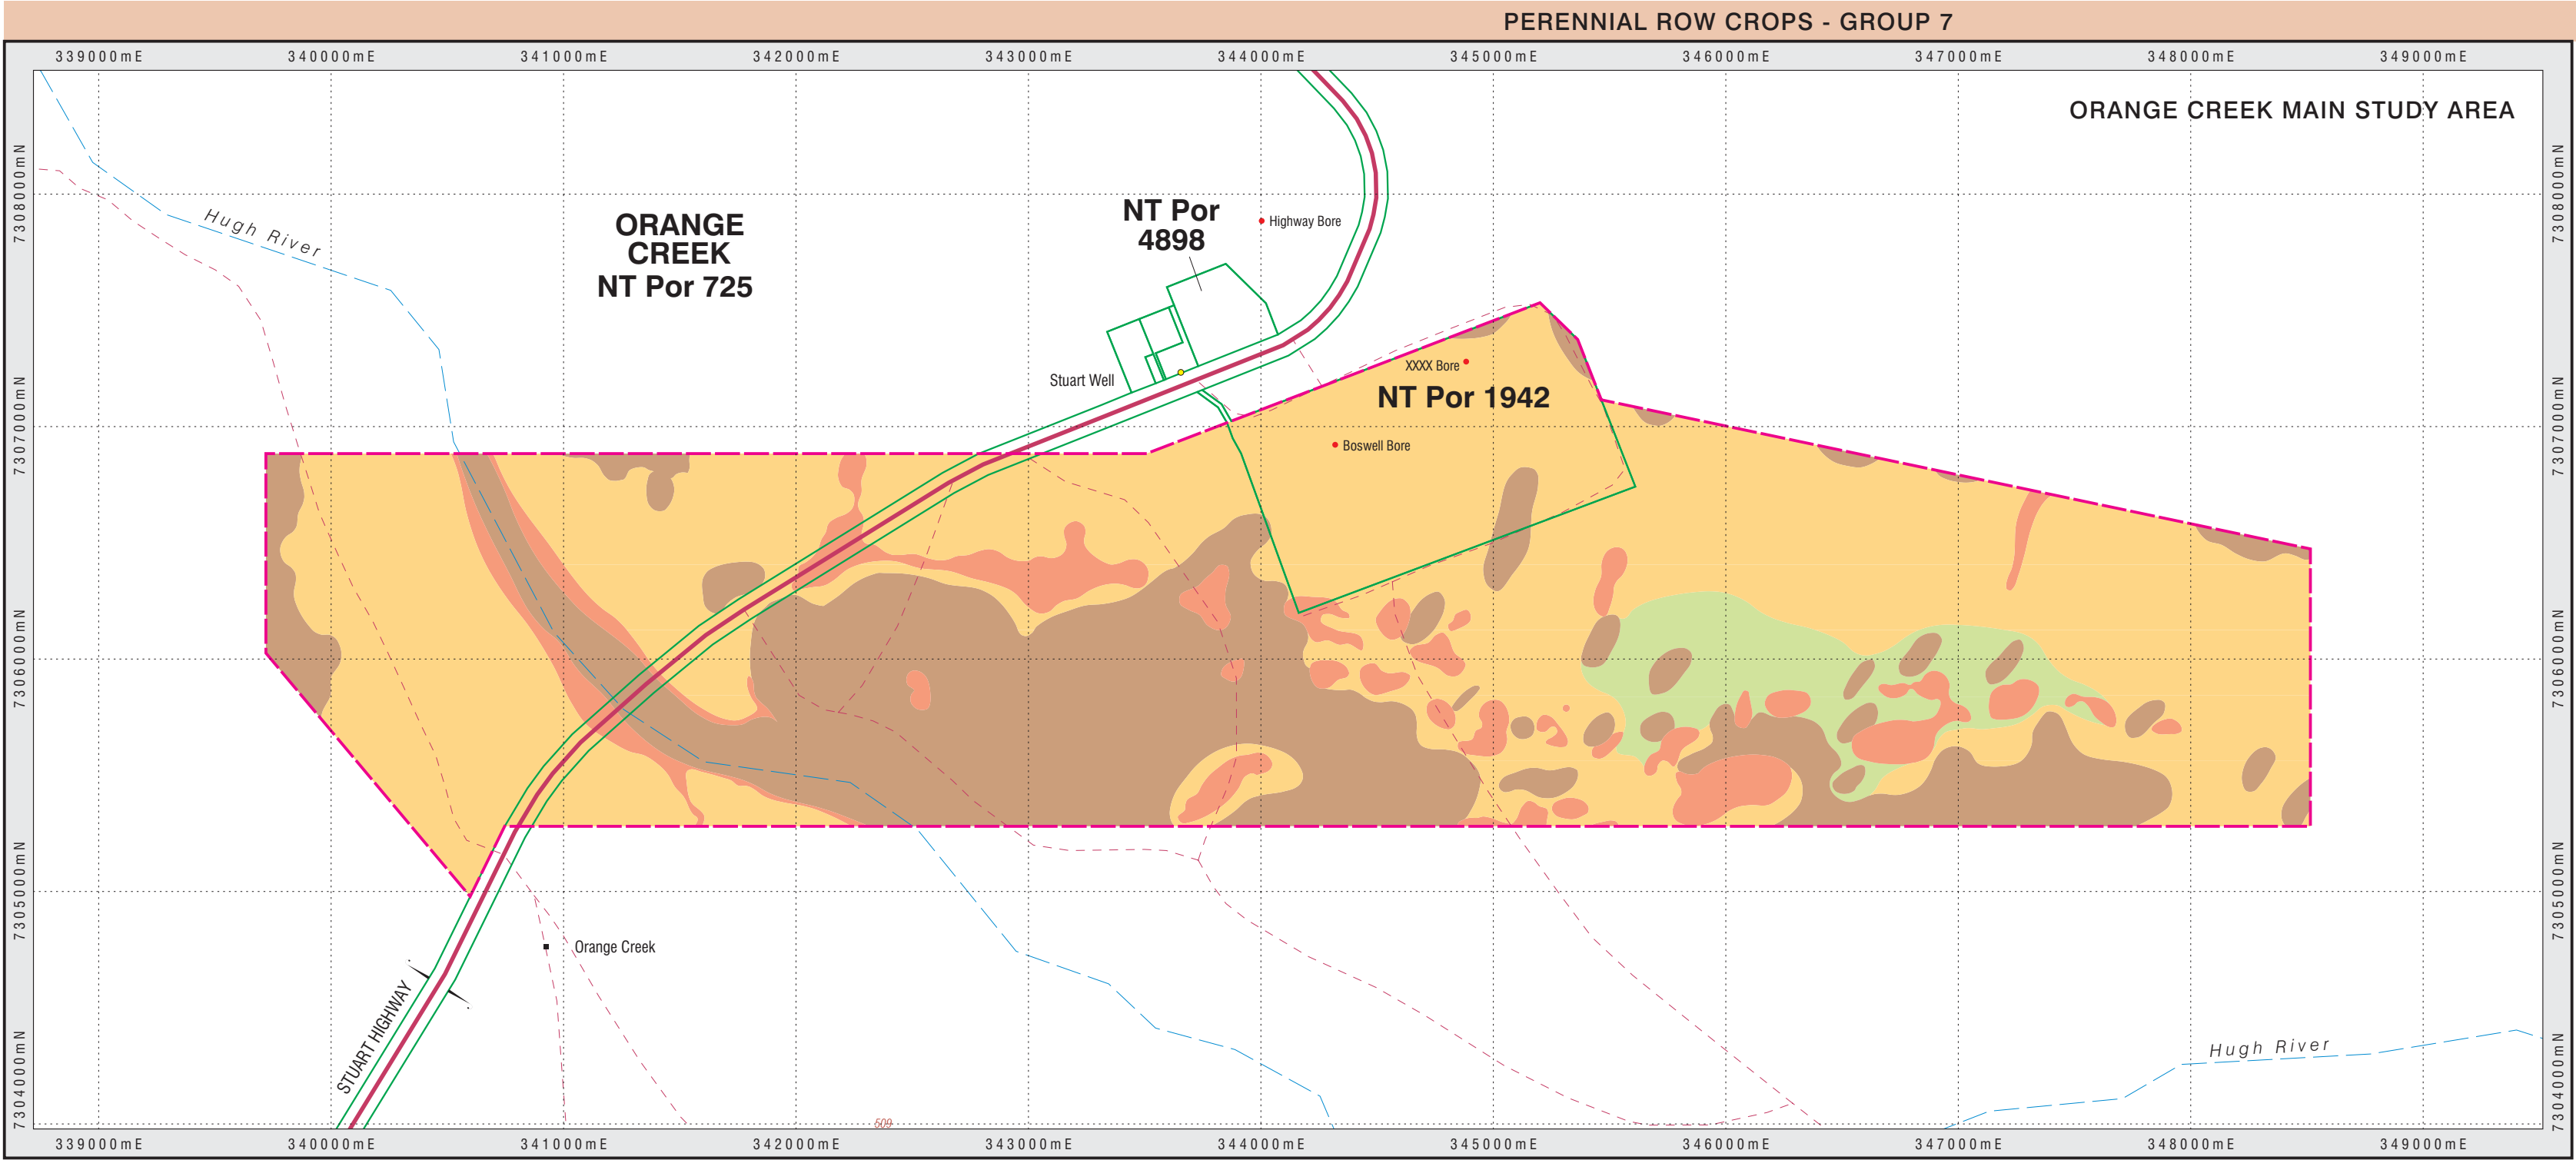 PERENNIAL ROW CROPS - GROUP 7
339000mE 340000mE 341000mE 342000mE 343000mE 344000mE 345000mE 346000mE 347000mE 348000mE 349000mE
ORANGE CREEK MAIN STUDY AREA
7308000mN
7308000mN
Hugh River
ORANGE
CREEK
NT Por 725
NT Por
4898
Highway Bore
XXXX Bore
Stuart Well
NT Por 1942
7307000mN
7307000mN
Boswell Bore
7306000mN
7306000mN
7305000mN
7305000mN
Orange Creek
STUART HIGHWAY
Hugh River
7304000mN
7304000mN
509
339000mE 340000mE 341000mE 342000mE 343000mE 344000mE 345000mE 346000mE 347000mE 348000mE 349000mE